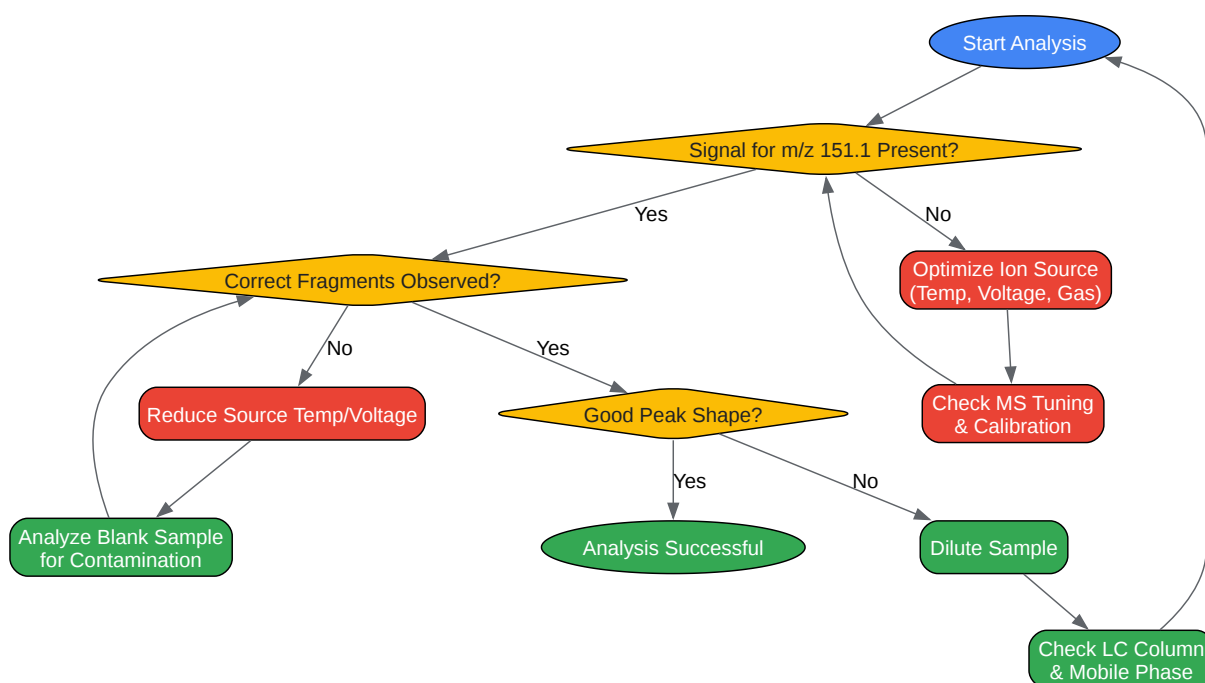 Start Analysis
Signal for m/z 151.1 Present?
Yes
No
Correct Fragments Observed?
Optimize Ion Source
(Temp, Voltage, Gas)
No
Yes
Reduce Source Temp/Voltage
Good Peak Shape?
Check MS Tuning
& Calibration
Yes
No
Analyze Blank Sample
for Contamination
Analysis Successful
Dilute Sample
Check LC Column
& Mobile Phase